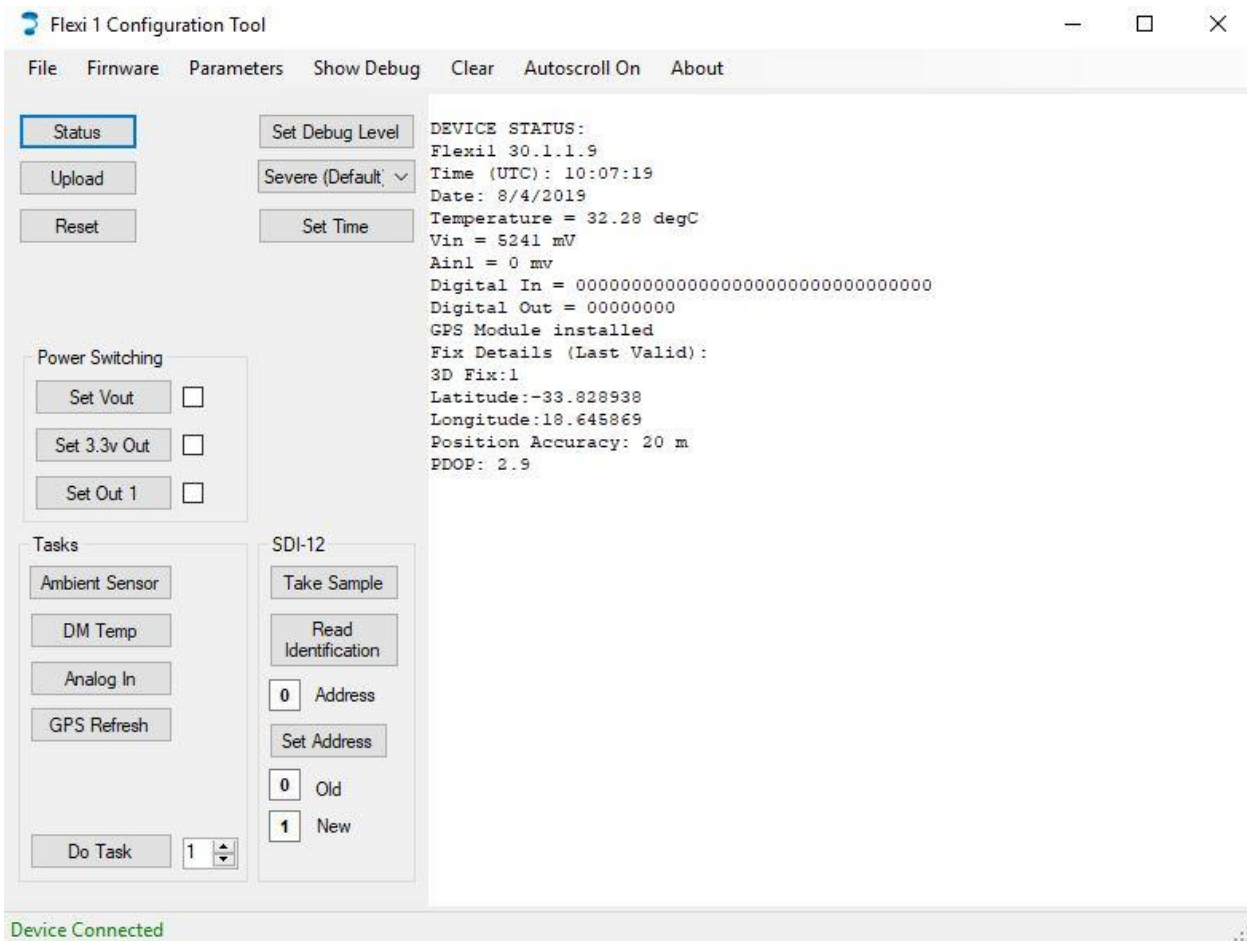 Flexi 1 Configuration Tool
File Firnware Parameters Show Debug Clear Autoscroll On About
Status
Set Debug Level
Upload
Severe (Default)
Reset
Set Time
Power Switching
Set Vout
Set 3.3v Out
Set Out 1
Tasks
Ambient Sensor
DM Temp
Analog In
GPS Refresh
Do Task 1
SDI-12
Take Sample
Read
Identification
0 Address
Set Address
0 Old
1 New
DEVICE STATUS:
Flexi1 30.1.1.9
Time (UTC): 10:07:19
Date: 8/4/2019
Temperature = 32.28 degC
Vin = 5241 mV
Ain1 = 0 mv
Digital In = 00000000000000000000000000000000
Digital Out = 00000000
GPS Module installed
Fix Details (Last Valid):
3D Fix:1
Latitude:-33.828938
Longitude:18.645869
Position Accuracy: 20 m
PDOP: 2.9
Device Connected